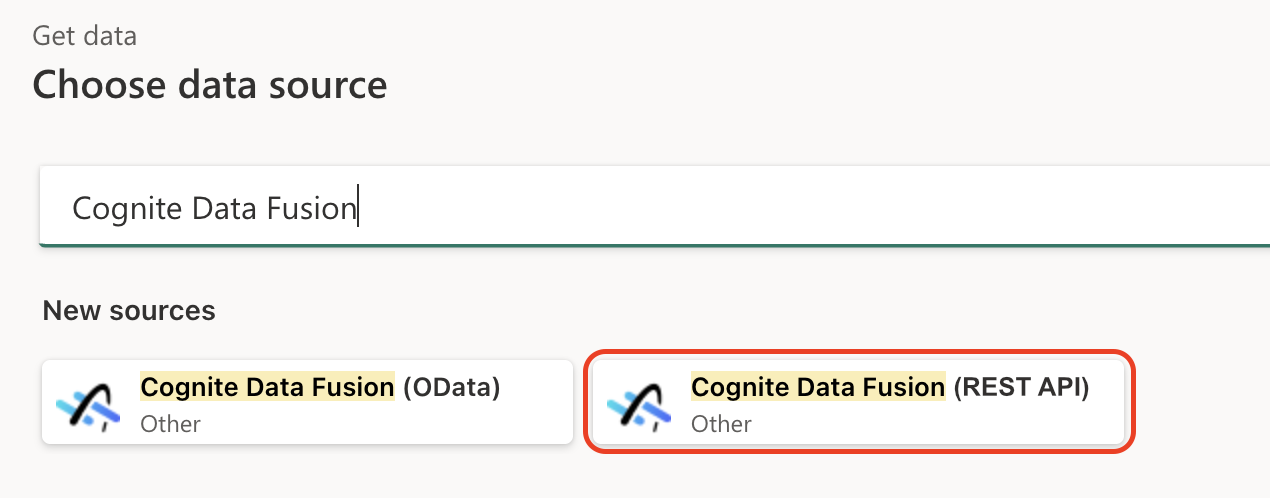 Get data
Choose data source
Cognite Data Fusion
New sources
Cognite Data Fusion (OData)
Other
Cognite Data Fusion (REST API)
Other